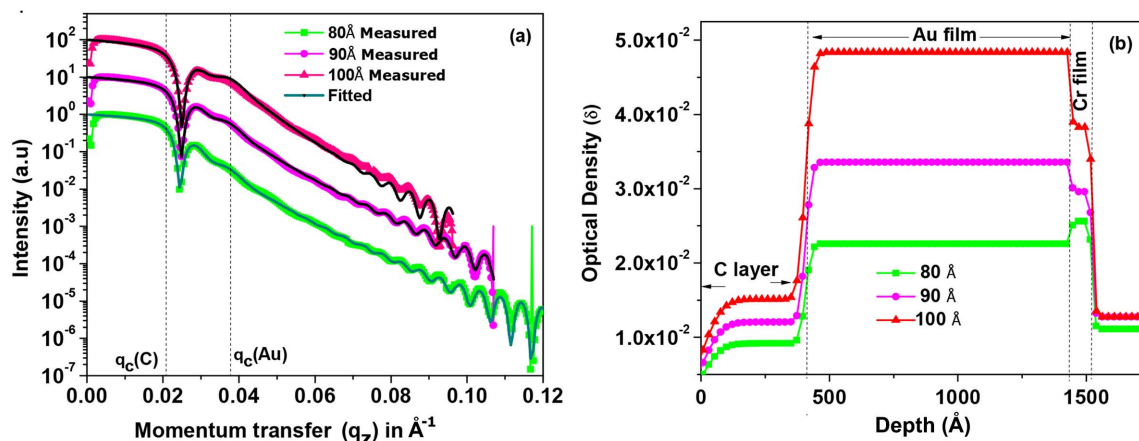 (a)
80Å Measured
90Å Measured
100Å Measured
Fitted
Intensity (a.u)
10²
10¹
10⁰
10⁻¹
10⁻²
10⁻³
10⁻⁴
10⁻⁵
10⁻⁶
10⁻⁷
q_c(C)
q_c(Au)
0.00 0.02 0.04 0.06 0.08 0.10 0.12
Momentum transfer (q_z) in Å⁻¹
(b)
Au film
Cr film
C layer
80 Å
90 Å
100 Å
Optical Density (δ)
5.0x10⁻²
4.0x10⁻²
3.0x10⁻²
2.0x10⁻²
1.0x10⁻²
0 500 1000 1500
Depth (Å)